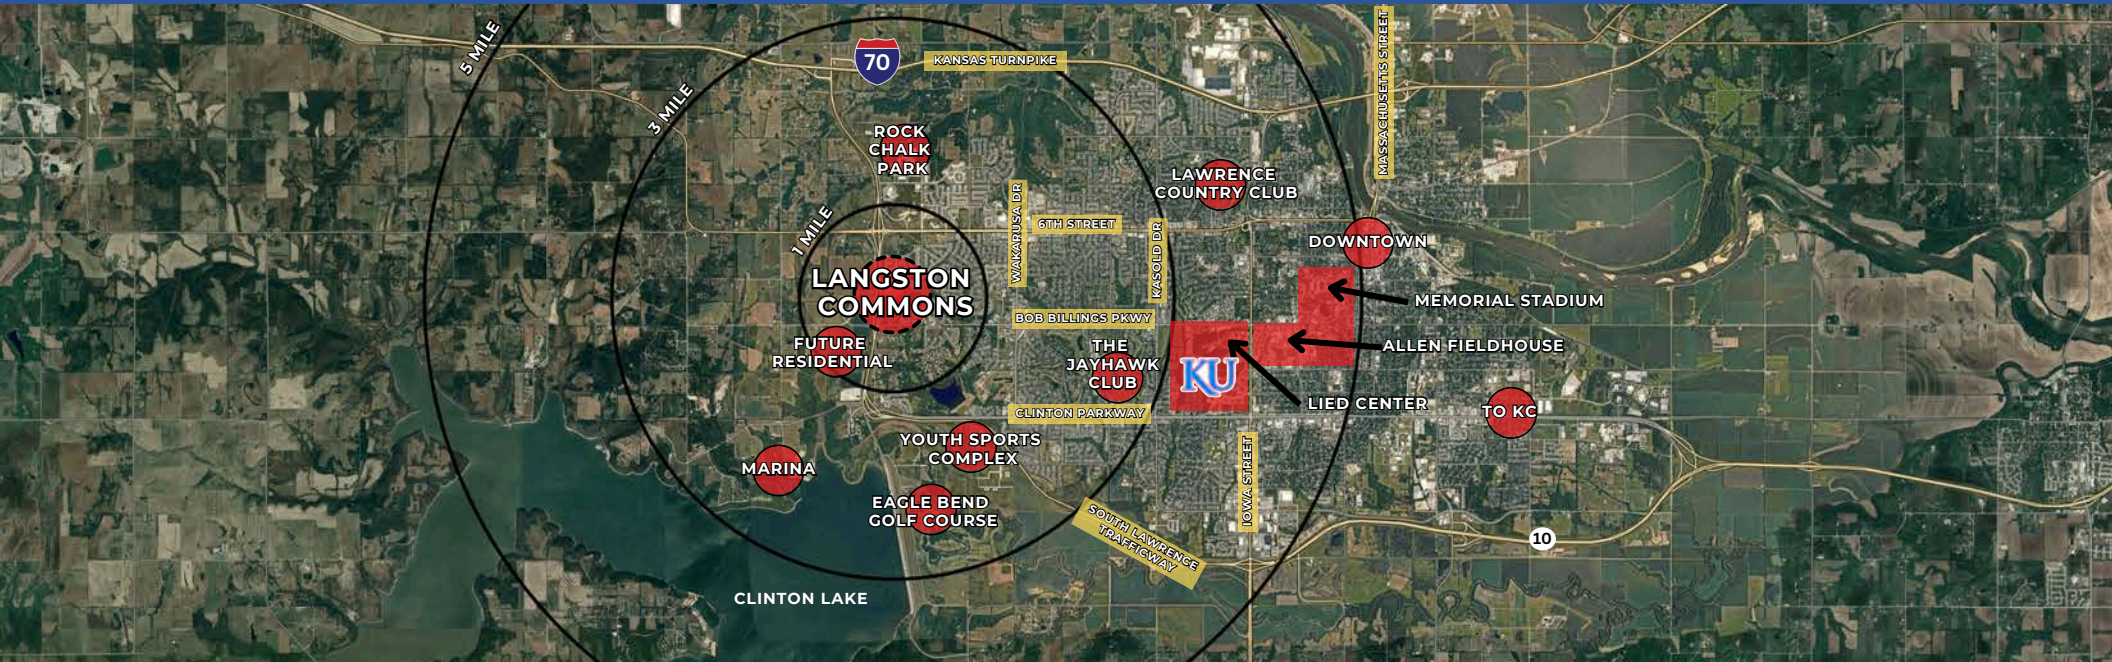 5 MILE
3 MILE
1 MILE
70
KANSAS TURNPIKE
MASSACHUSETTS STREET
ROCK
CHALK
PARK
LAWRENCE
COUNTRY CLUB
WAKARUSA DR
6TH STREET
KASOLD DR
DOWNTOWN
LANGSTON
COMMONS
MEMORIAL STADIUM
BOB BILLINGS PKWY
FUTURE
RESIDENTIAL
THE
JAYHAWK
CLUB
ALLEN FIELDHOUSE
KU
LIED CENTER
CLINTON PARKWAY
TO KC
YOUTH SPORTS
COMPLEX
MARINA
IOWA STREET
EAGLE BEND
GOLF COURSE
SOUTH LAWRENCE
TRAFFICWAY
10
CLINTON LAKE